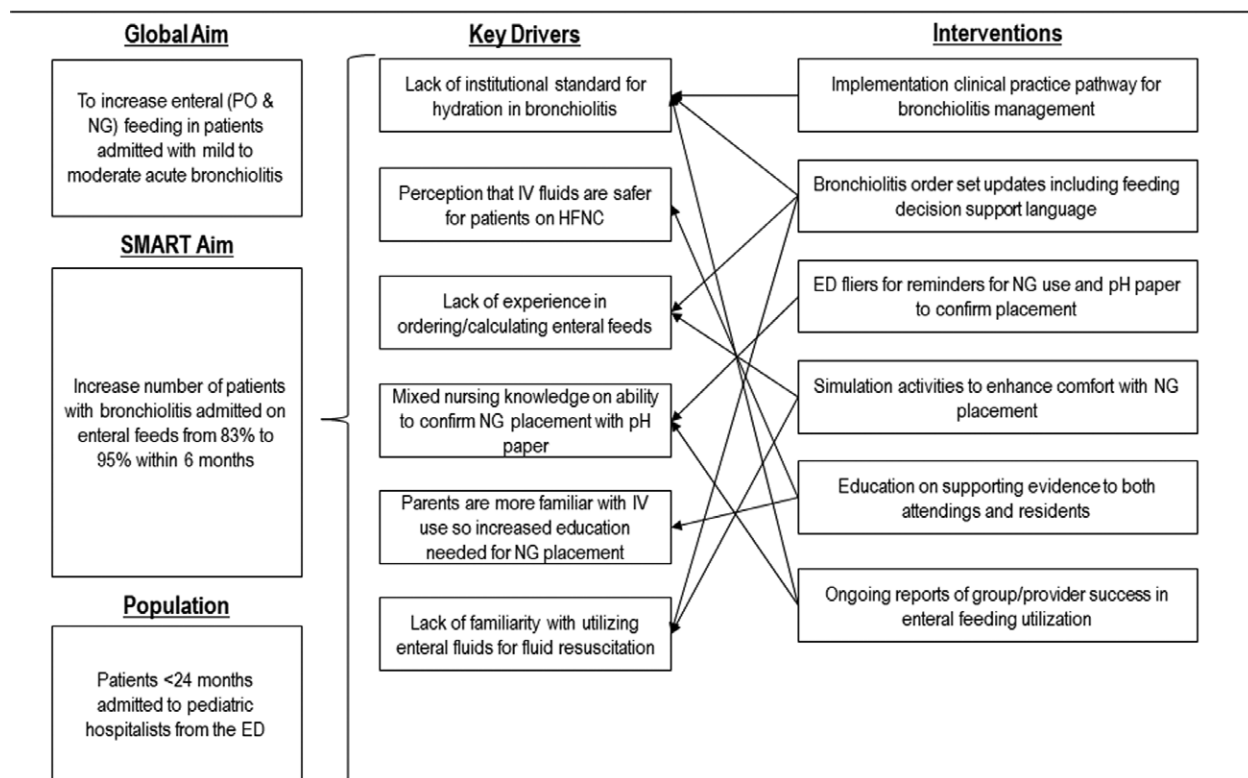 Global Aim
To increase enteral (PO &
NG) feeding in patients
admitted with mild to
moderate acute bronchiolitis
SMART Aim
Increase number of patients
with bronchiolitis admitted on
enteral feeds from 83% to
95% within 6 months
Population
Patients <24 months
admitted to pediatric
hospitalists from the ED
Key Drivers
Lack of institutional standard for
hydration in bronchiolitis
Perception that IV fluids are safer
for patients on HFNC
Lack of experience in
ordering/calculating enteral feeds
Mixed nursing knowledge on ability
to confirm NG placement with pH
paper
Parents are more familiar with IV
use so increased education
needed for NG placement
Lack of familiarity with utilizing
enteral fluids for fluid resuscitation
Interventions
Implementation clinical practice pathway for
bronchiolitis management
Bronchiolitis order set updates including feeding
decision support language
ED fliers for reminders for NG use and pH paper
to confirm placement
Simulation activities to enhance comfort with NG
placement
Education on supporting evidence to both
attendings and residents
Ongoing reports of group/provider success in
enteral feeding utilization